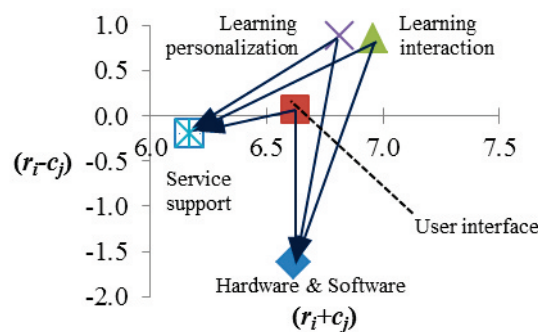 1.0
0.5
0.0
-0.5
-1.0
-1.5
-2.0
6.0
6.5
7.0
7.5
Learning
personalization
Learning
interaction
(ri-cj)
Service
support
User interface
Hardware & Software
(ri+cj)